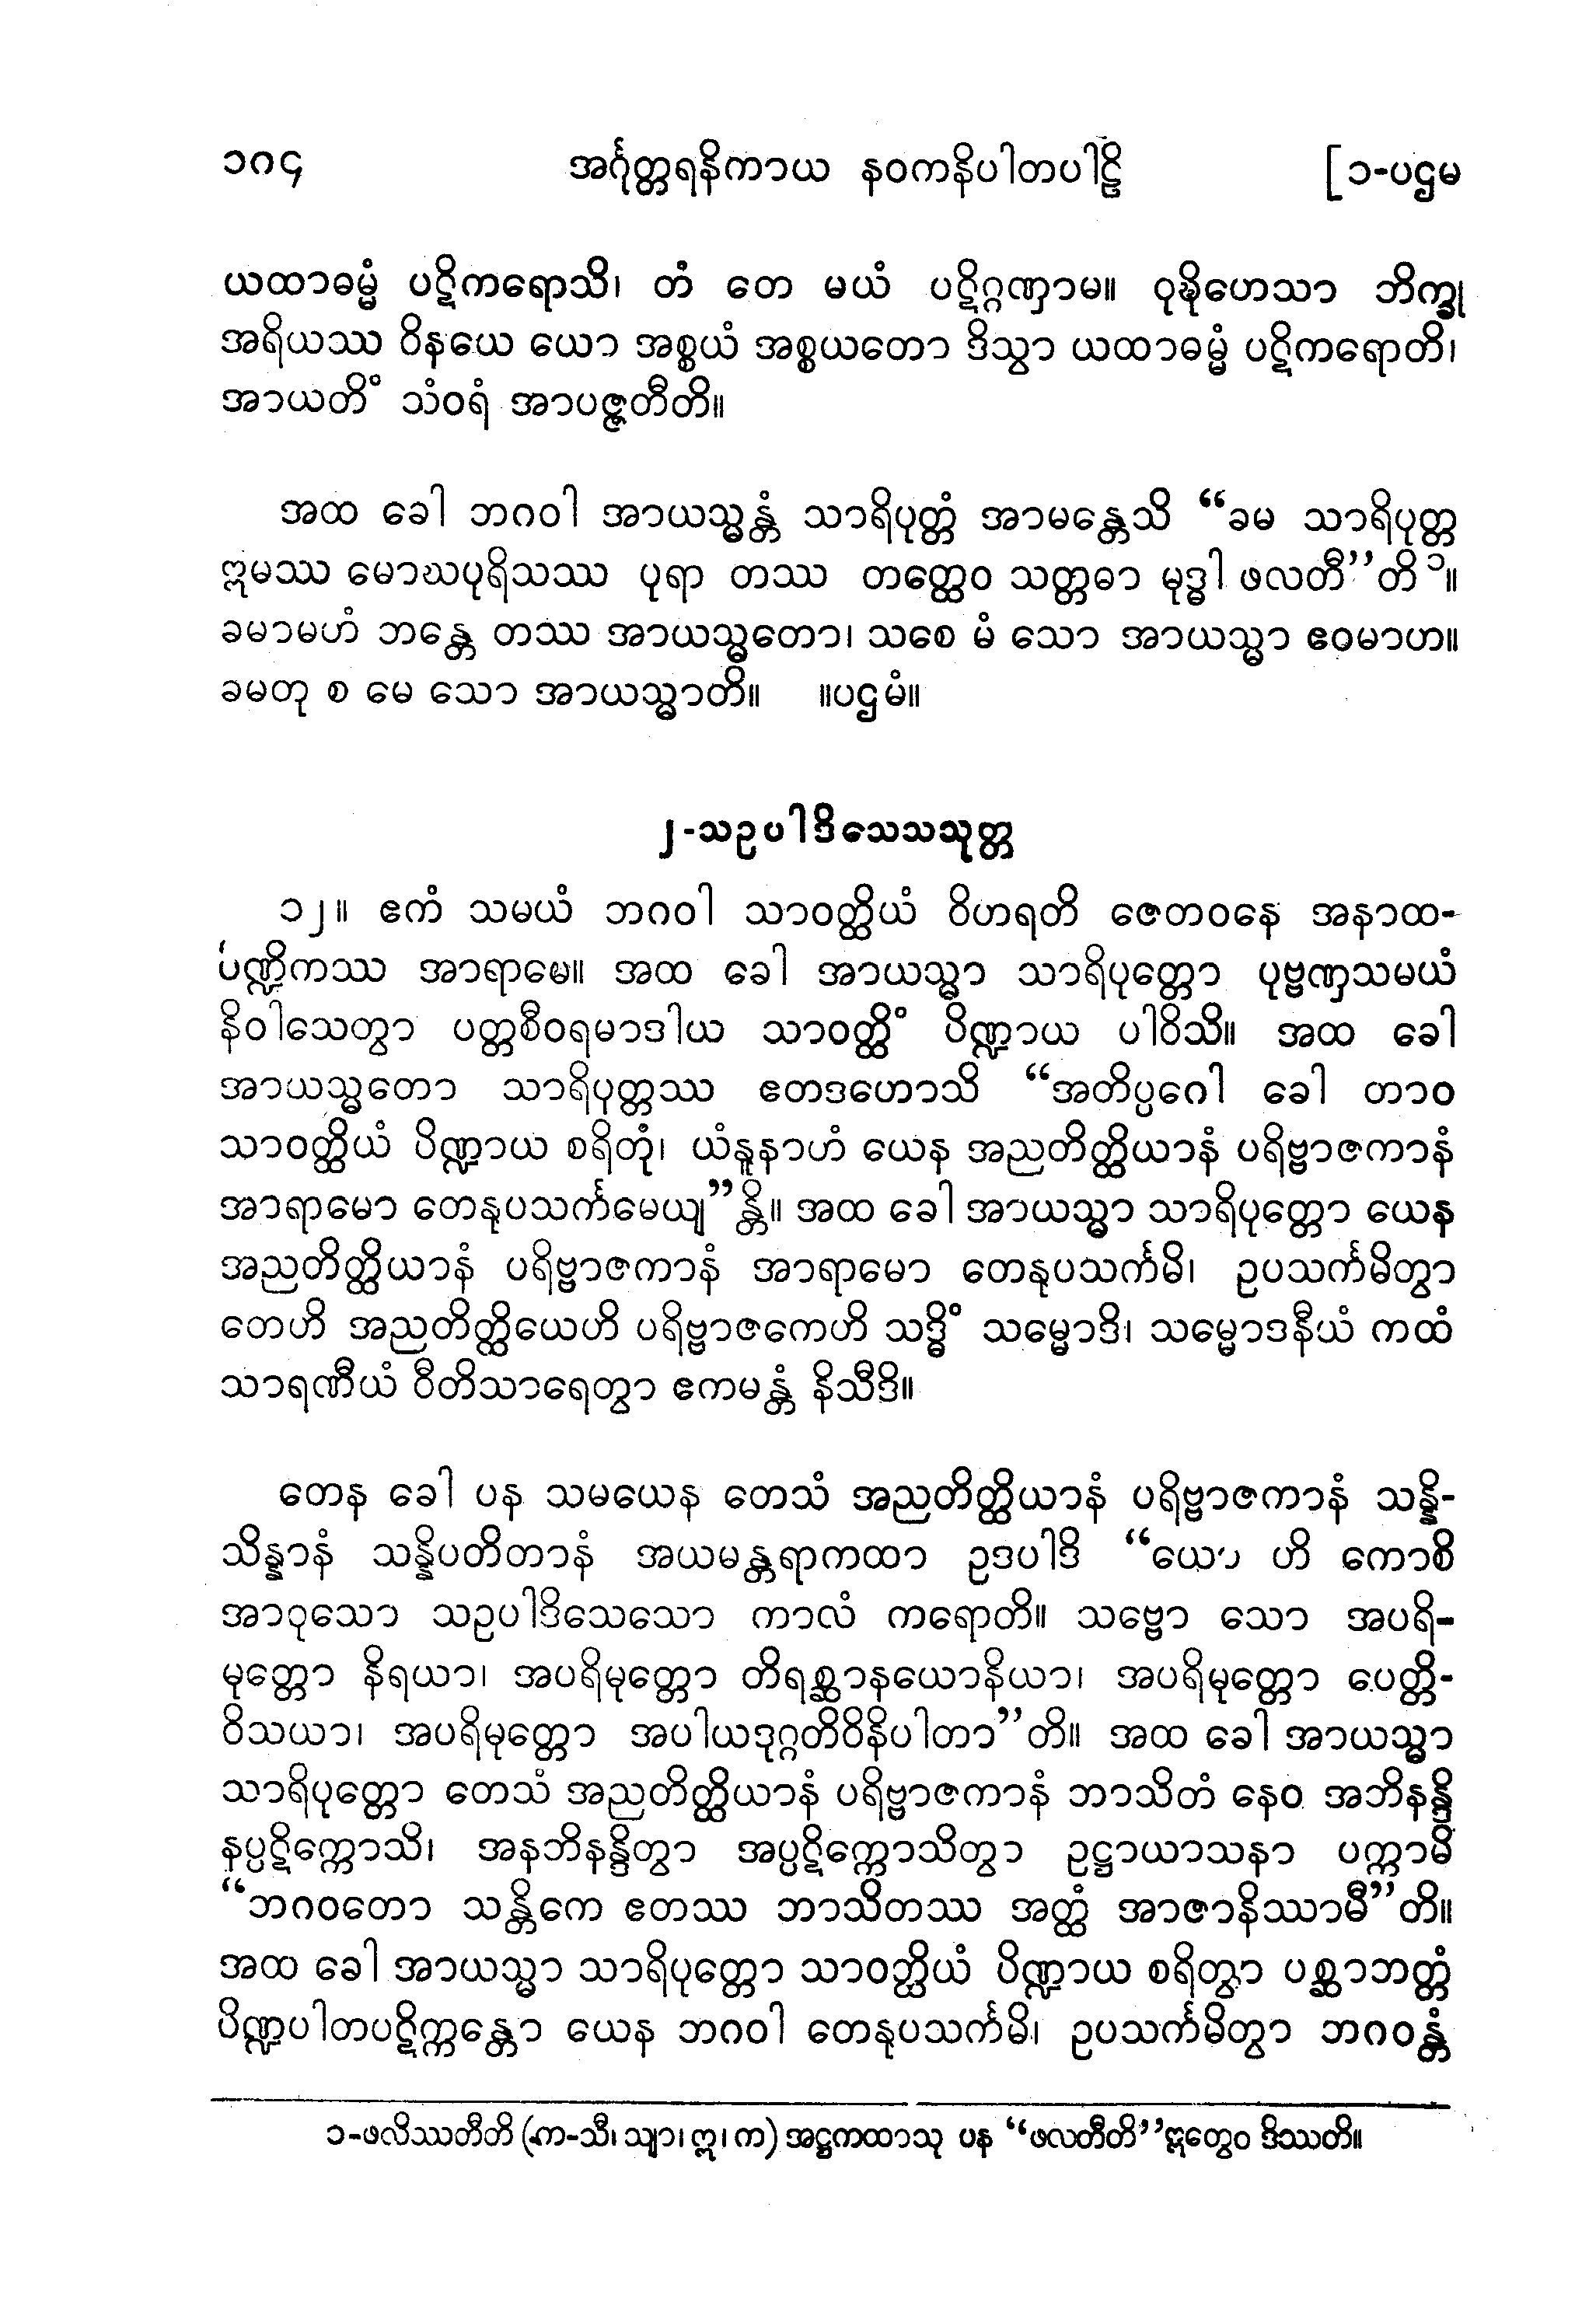 ၁၈၄ အင်္ဂုတ္တရနိကာယ နဝကနိပါတပါဠိ [၁-ပဌမ
ယထာဓမ္မံ ပဋိကရောသိ၊ တံ တေ မယံ ပဋိဂ္ဂဏှာမ။ ဝုဍ္ဎိဟေသာ ဘိက္ခု
အရိယဿ ဝိနယေ ယော အစ္စယံ အစ္စယတော ဒိသွာ ယထာဓမ္မံ ပဋိကရောတိ၊
အာယတိံ သံဝရံ အာပဇ္ဇတီတိ။
အထ ခေါ ဘဂဝါ အာယသ္မန္တံ သာရိပုတ္တံ အာမန္တေသိ “ခမ သာရိပုတ္တ
ဣမဿ မောဃပုရိသဿ ပုရာ တဿ တတ္ထေဝ သတ္တဓာ မုဒ္ဓါ ဖလတီ”တိ ၁။
ခမာမဟံ ဘန္တေ တဿ အာယသ္မတော၊ သစေ မံ သော အာယသ္မာ ဧဝမာဟ။
ခမတု စ မေ သော အာယသ္မာတိ။ ။ပဌမံ။
၂-သဥပါဒိသေသသုတ္တ
၁၂။ ဧကံ သမယံ ဘဂဝါ သာဝတ္ထိယံ ဝိဟရတိ ဇေတဝနေ အနာထ-
ပိဏ္ဍိကဿ အာရာမေ။ အထ ခေါ အာယသ္မာ သာရိပုတ္တော ပုဗ္ဗဏှသမယံ
နိဝါသေတွာ ပတ္တစီဝရမာဒါယ သာဝတ္ထိံ ပိဏ္ဍာယ ပါဝိသိ။ အထ ခေါ
အာယသ္မတော သာရိပုတ္တဿ ဧတဒဟောသိ “အတိပ္ပဂေါ ခေါ တာဝ
သာဝတ္ထိယံ ပိဏ္ဍာယ စရိတုံ၊ ယံနူနာဟံ ယေန အညတိတ္ထိယာနံ ပရိဗ္ဗာဇကာနံ
အာရာမော တေနုပသင်္ကမေယျ”န္တိ။ အထ ခေါ အာယသ္မာ သာရိပုတ္တော ယေန
အညတိတ္ထိယာနံ ပရိဗ္ဗာဇကာနံ အာရာမော တေနုပသင်္ကမိ၊ ဥပသင်္ကမိတွာ
တေဟိ အညတိတ္ထိယေဟိ ပရိဗ္ဗာဇကေဟိ သဒ္ဓိံ သမ္မောဒိ၊ သမ္မောဒနီယံ ကထံ
သာရဏီယံ ဝီတိသာရေတွာ ဧကမန္တံ နိသီဒိ။
တေန ခေါ ပန သမယေန တေသံ အညတိတ္ထိယာနံ ပရိဗ္ဗာဇကာနံ သန္နိ-
သိန္နာနံ သန္နိပတိတာနံ အယမန္တရာကထာ ဥဒပါဒိ “ယော ဟိ ကောစိ
အာဝုသော သဥပါဒိသေသော ကာလံ ကရောတိ။ သဗ္ဗော သော အပရိ-
မုတ္တော နိရယာ၊ အပရိမုတ္တော တိရစ္ဆာနယောနိယာ၊ အပရိမုတ္တော ပေတ္တိ-
ဝိသယာ၊ အပရိမုတ္တော အပါယဒုဂ္ဂတိဝိနိပါတာ”တိ။ အထ ခေါ အာယသ္မာ
သာရိပုတ္တော တေသံ အညတိတ္ထိယာနံ ပရိဗ္ဗာဇကာနံ ဘာသိတံ နေဝ အဘိနန္ဒိ
နပ္ပဋိက္ကောသိ၊ အနဘိနန္ဒိတွာ အပ္ပဋိက္ကောသိတွာ ဥဋ္ဌာယာသနာ ပက္ကာမိ
“ဘဂဝတော သန္တိကေ ဧတဿ ဘာသိတဿ အတ္ထံ အာဇာနိဿာမီ”တိ။
အထ ခေါ အာယသ္မာ သာရိပုတ္တော သာဝတ္ထိယံ ပိဏ္ဍာယ စရိတွာ ပစ္ဆာဘတ္တံ
ပိဏ္ဍပါတပဋိက္ကန္တော ယေန ဘဂဝါ တေနုပသင်္ကမိ၊ ဥပသင်္ကမိတွာ ဘဂဝန္တံ
၁-ဖလိဿတီတိ (က-သီ၊ သျာ၊ ဣ၊ က) အဋ္ဌကထာသု ပန “ဖလတီတိ”ဣတွေဝ ဒိဿတိ။